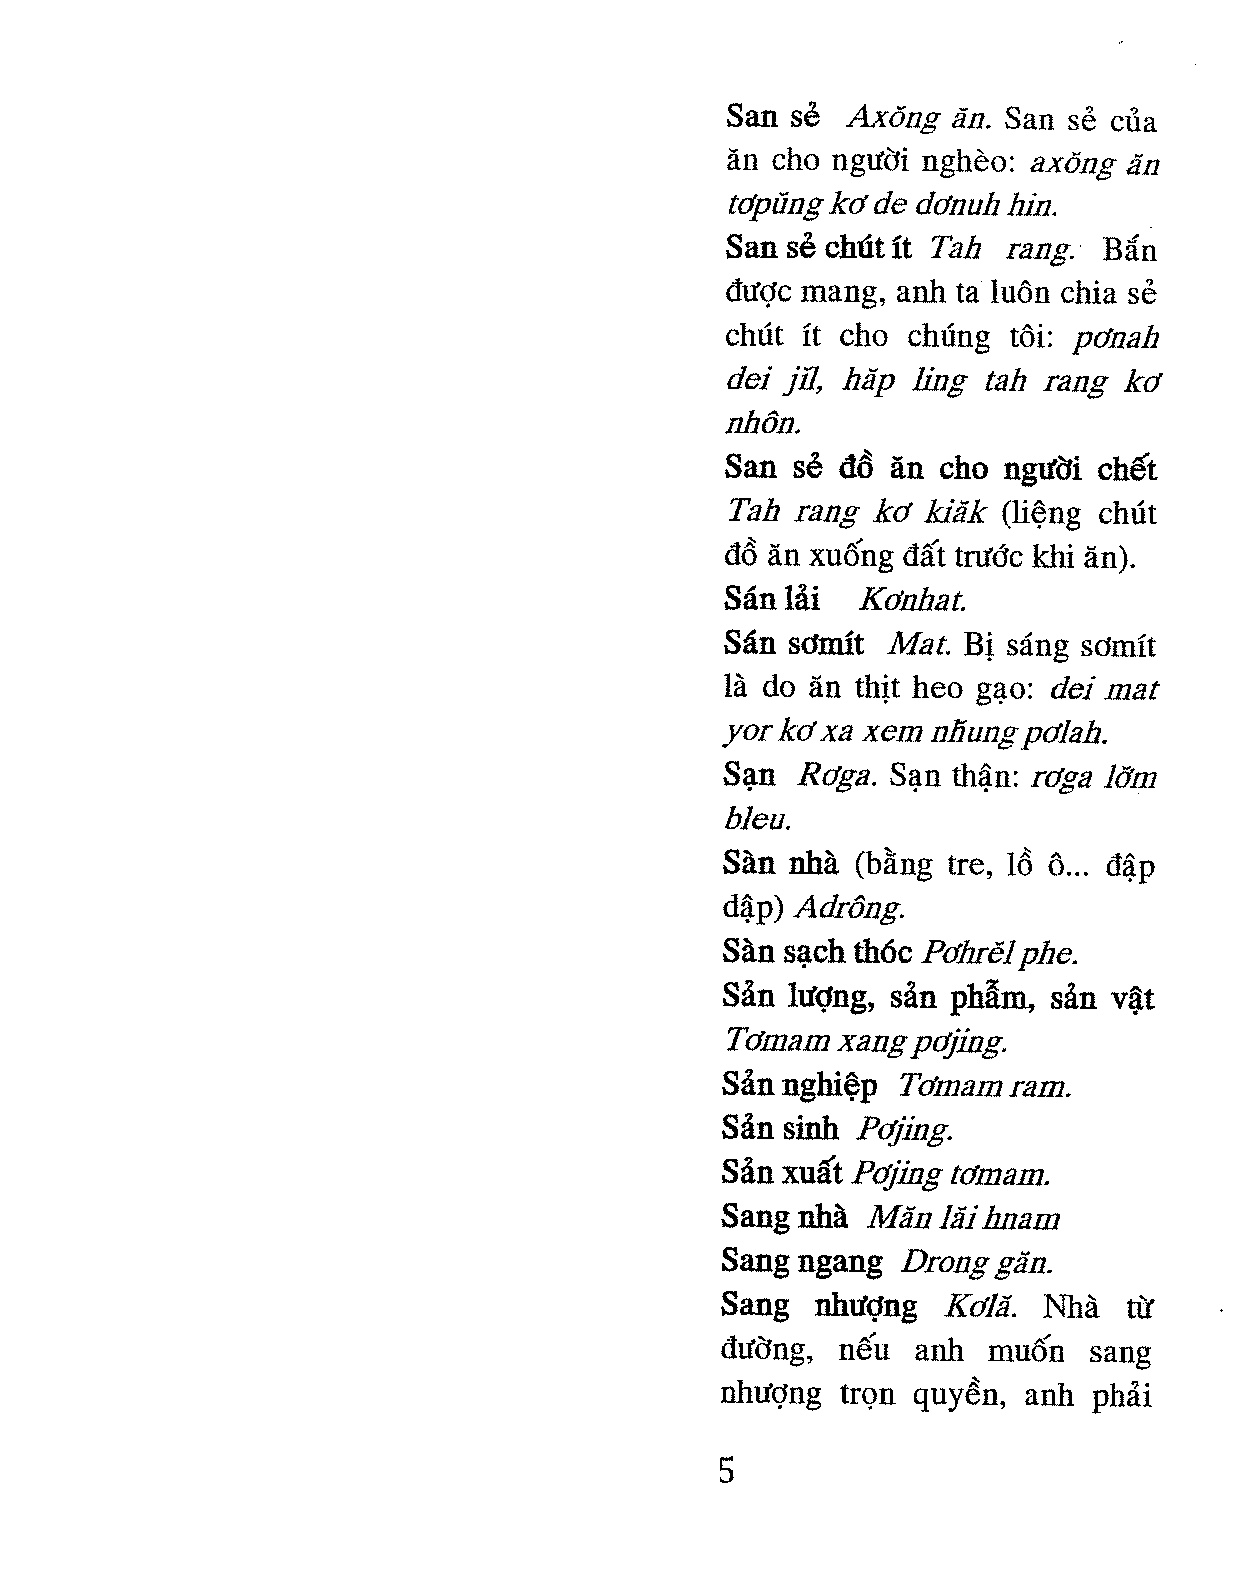 San sẻ Axŏng ăn. San sẻ của
ăn cho người nghèo: axŏng ăn
tơpŭng kơ de dơnuh hin.
San sẻ chút ít Tah rang. Bắn
được mang, anh ta luôn chia sẻ
chút ít cho chúng tôi: pơnah
dei jĭl, hăp ling tah rang kơ
nhôn.
San sẻ đồ ăn cho người chết
Tah rang kơ kiăk (liệng chút
đồ ăn xuống đất trước khi ăn).
Sán lải Kơnhat.
Sán sơmít Mat. Bị sáng sơmít
là do ăn thịt heo gạo: dei mat
yor kơ xa xem nhŭng pơlah.
Sạn Rơga. Sạn thận: rơga lơ̆m
bleu.
Sàn nhà (bằng tre, lồ ô... đập
dập) Adrông.
Sàn sạch thóc Pơhrĕl phe.
Sản lượng, sản phẩm, sản vật
Tơmam xang pơjing.
Sản nghiệp Tơmam ram.
Sản sinh Pơjing.
Sản xuất Pơjing tơmam.
Sang nhà Măn lăi hnam
Sang ngang Drong găn.
Sang nhượng Kơlă. Nhà từ
đường, nếu anh muốn sang
nhượng trọn quyền, anh phải
5